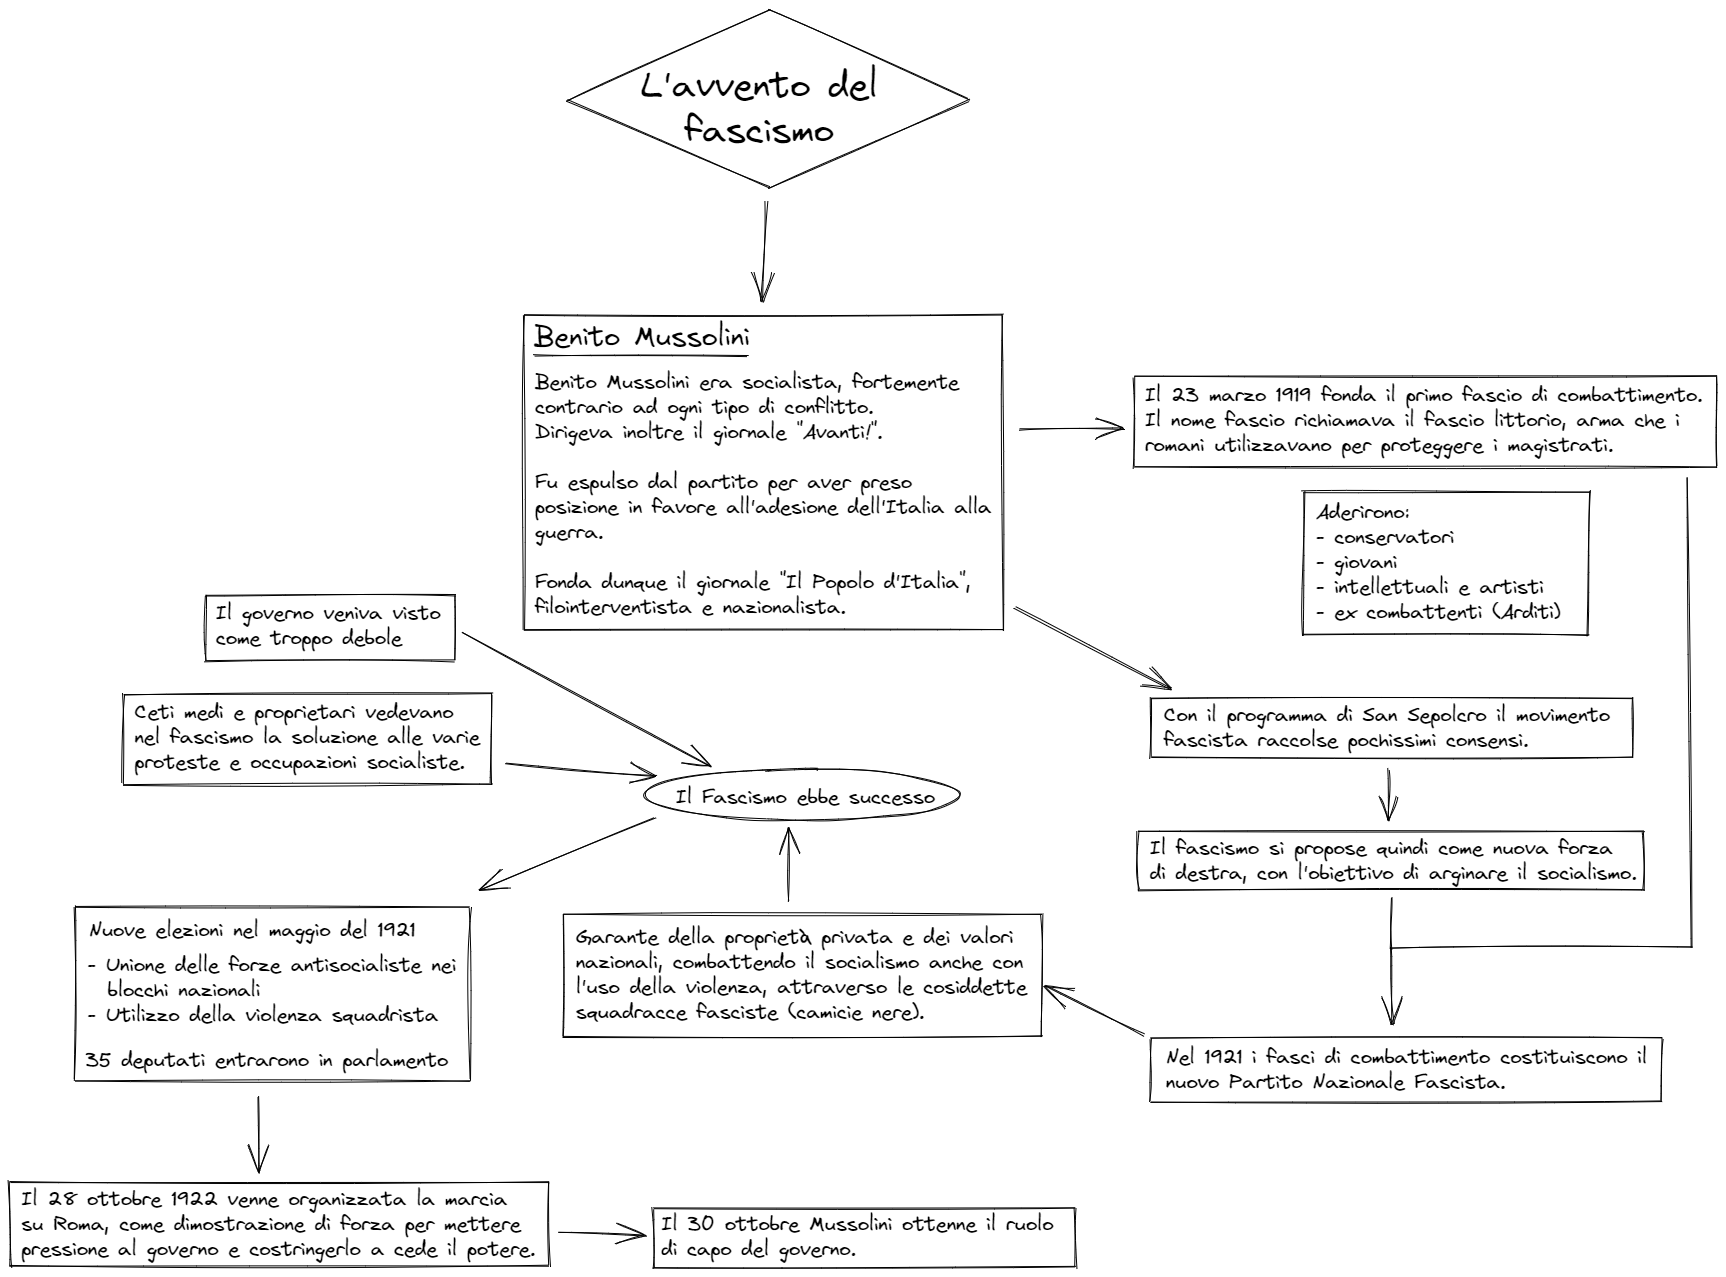 L'avvento del
fascismo
Benito Mussolini
Benito Mussolini era socialista, fortemente
contrario ad ogni tipo di conflitto.
Dirigeva inoltre il giornale "Avanti!".
Fu espulso dal partito per aver preso
posizione in favore all'adesione dell'Italia alla
guerra.
Fonda dunque il giornale "Il Popolo d'Italia",
filointerventista e nazionalista.
Il 23 marzo 1919 fonda il primo fascio di combattimento.
Il nome fascio richiamava il fascio littorio, arma che i
romani utilizzavano per proteggere i magistrati.
Aderirono:
- conservatori
- giovani
- intellettuali e artisti
- ex combattenti (Arditi)
Con il programma di San Sepolcro il movimento
fascista raccolse pochissimi consensi.
Il fascismo si propose quindi come nuova forza
di destra, con l'obiettivo di arginare il socialismo.
Nel 1921 i fasci di combattimento costituiscono il
nuovo Partito Nazionale Fascista.
Garante della proprietà privata e dei valori
nazionali, combattendo il socialismo anche con
l'uso della violenza, attraverso le cosiddette
squadracce fasciste (camicie nere).
Il governo veniva visto
come troppo debole
Ceti medi e proprietari vedevano
nel fascismo la soluzione alle varie
proteste e occupazioni socialiste.
Il Fascismo ebbe successo
Nuove elezioni nel maggio del 1921
- Unione delle forze antisocialiste nei
blocchi nazionali
- Utilizzo della violenza squadrista
35 deputati entrarono in parlamento
Il 28 ottobre 1922 venne organizzata la marcia
su Roma, come dimostrazione di forza per mettere
pressione al governo e costringerlo a cede il potere.
Il 30 ottobre Mussolini ottenne il ruolo
di capo del governo.